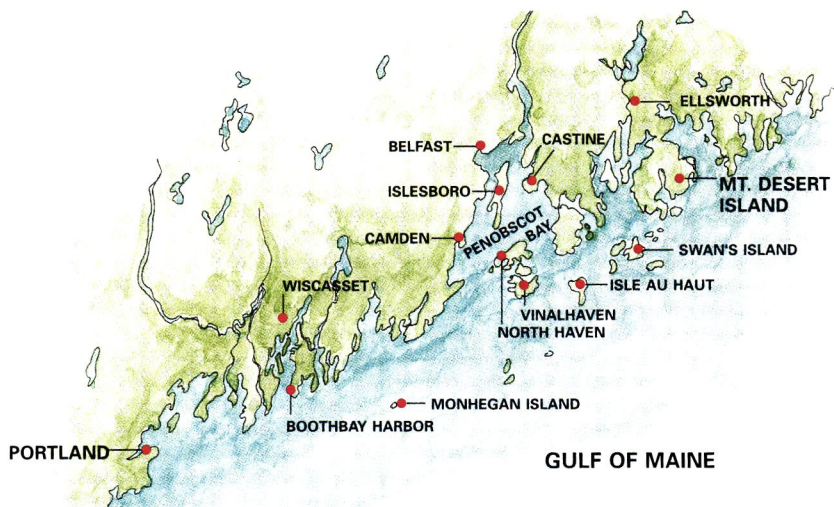 ELLSWORTH
BELFAST
CASTINE
ISLESBORO
MT. DESERT
ISLAND
CAMDEN
PENOBSCOT
BAY
SWAN'S ISLAND
WISCASSET
ISLE AU HAUT
VINALHAVEN
NORTH HAVEN
MONHEGAN ISLAND
BOOTHBAY HARBOR
PORTLAND
GULF OF MAINE